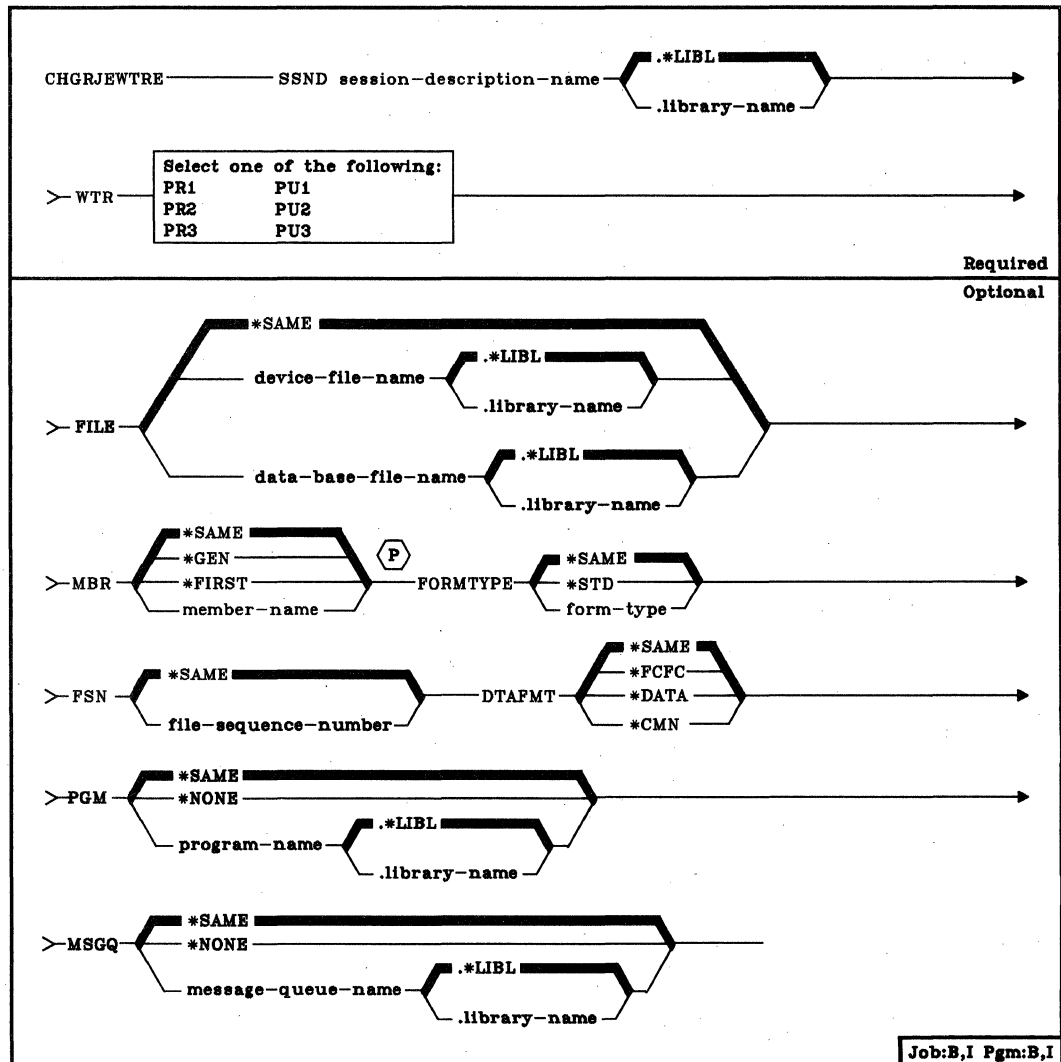 .*LIBL
CHGRJEWTRE SSND session-description-name
.library-name
Select one of the following:
>-WTR PR1 PU1
PR2 PU2
PR3 PU3
Required
Optional
*SAME
.*LIBL
device-file-name
.library-name
>-FILE
.*LIBL
data-base-file-name
.library-name
*SAME
*GEN
>-MBR *FIRST
member-name
P
*SAME
FORMTYPE *STD
form-type
*SAME
>-FSN
file-sequence-number
*SAME
*FCFC
DTAFMT *DATA
*CMN
*SAME
>-PGM *NONE
.*LIBL
program-name
.library-name
*SAME
>-MSGQ *NONE
.*LIBL
message-queue-name
.library-name
Job:B,I Pgm:B,I